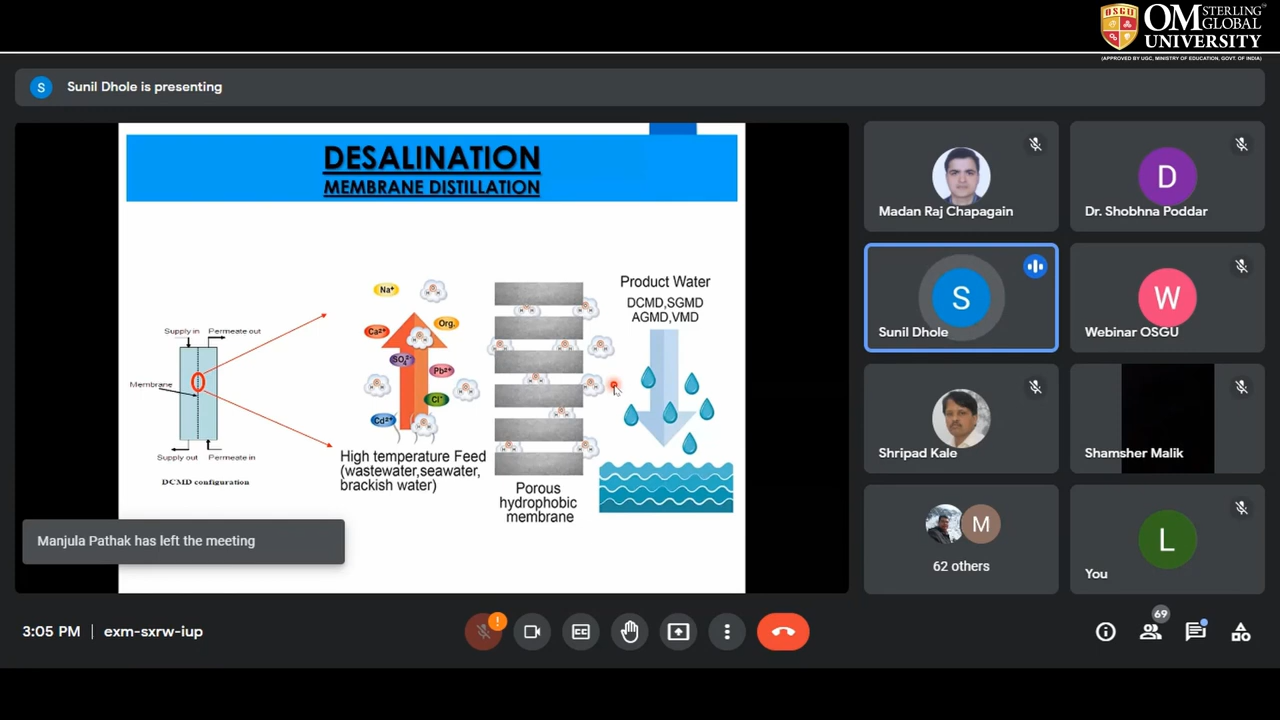 OSGU
OM
STERLING
GLOBAL
UNIVERSITY
(APPROVED BY UGC, MINISTRY OF EDUCATION, GOVT. OF INDIA)
S
Sunil Dhole is presenting
DESALINATION
MEMBRANE DISTILLATION
Supply in
Permeate out
Membrane
Supply out
Permeate in
DCMD configuration
Na⁺
Ca²⁺
Org.
SO₄²⁻
Pb²⁺
Cl⁻
Cd²⁺
High temperature Feed
(wastewater,seawater,
brackish water)
Porous
hydrophobic
membrane
Product Water
DCMD,SGMD
AGMD,VMD
Manjula Pathak has left the meeting
Madan Raj Chapagain
D
Dr. Shobhna Poddar
S
Sunil Dhole
W
Webinar OSGU
Shripad Kale
Shamsher Malik
M
62 others
L
You
3:05 PM
exm-sxrw-iup
CC
69